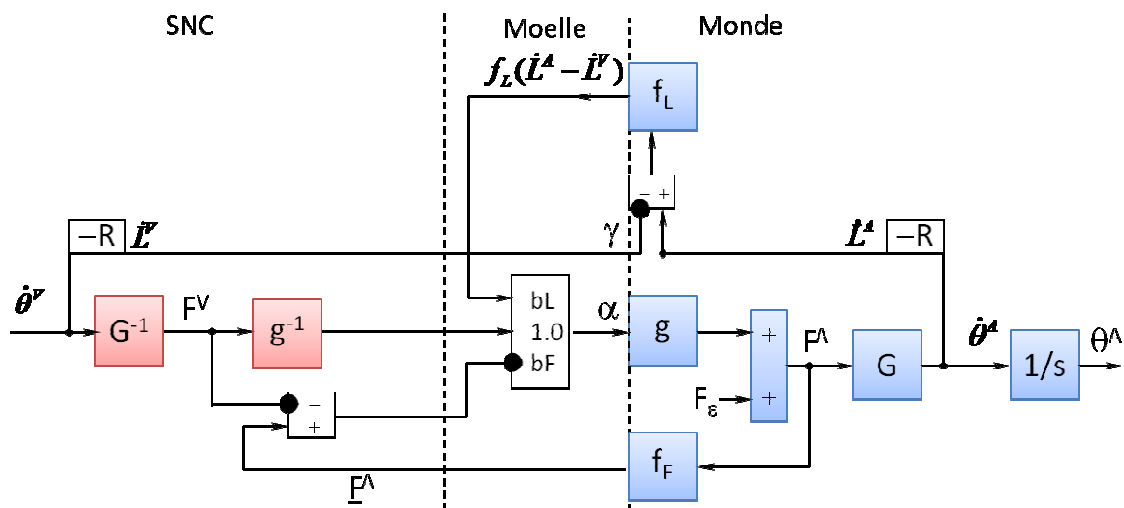 SNC
Moelle
Monde
f_L(L̇^A − L̇^V)
f_L
− +
−R
L̇^V
γ
L̇^A
−R
θ̇^V
G^-1
F^V
g^-1
bL
1.0
bF
α
g
+
+
F_ε
F^A
G
θ̇^A
1/s
θ^A
−
+
f_F
F^A